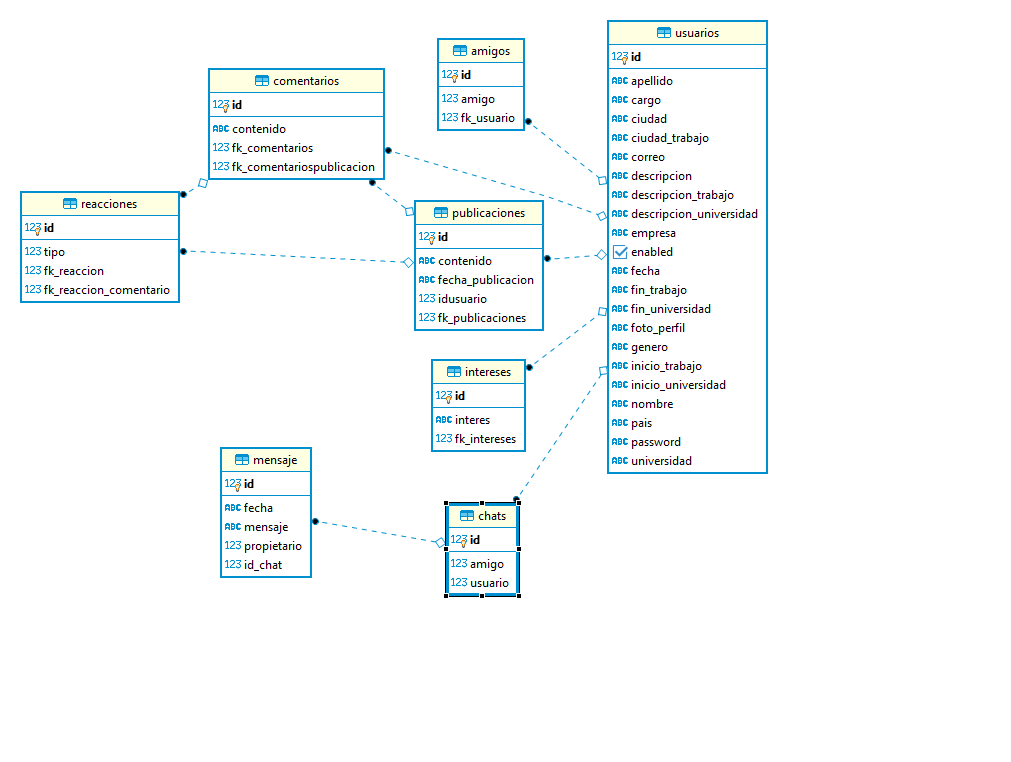 usuarios
123 id
ABC apellido
ABC cargo
ABC ciudad
ABC ciudad_trabajo
ABC correo
ABC descripcion
ABC descripcion_trabajo
ABC descripcion_universidad
ABC empresa
enabled
ABC fecha
ABC fin_trabajo
ABC fin_universidad
ABC foto_perfil
ABC genero
ABC inicio_trabajo
ABC inicio_universidad
ABC nombre
ABC pais
ABC password
ABC universidad
amigos
123 id
123 amigo
123 fk_usuario
comentarios
123 id
ABC contenido
123 fk_comentarios
123 fk_comentariospublicacion
reacciones
123 id
123 tipo
123 fk_reaccion
123 fk_reaccion_comentario
publicaciones
123 id
ABC contenido
ABC fecha_publicacion
123 idusuario
123 fk_publicaciones
intereses
123 id
ABC interes
123 fk_intereses
mensaje
123 id
ABC fecha
ABC mensaje
123 propietario
123 id_chat
chats
123 id
123 amigo
123 usuario